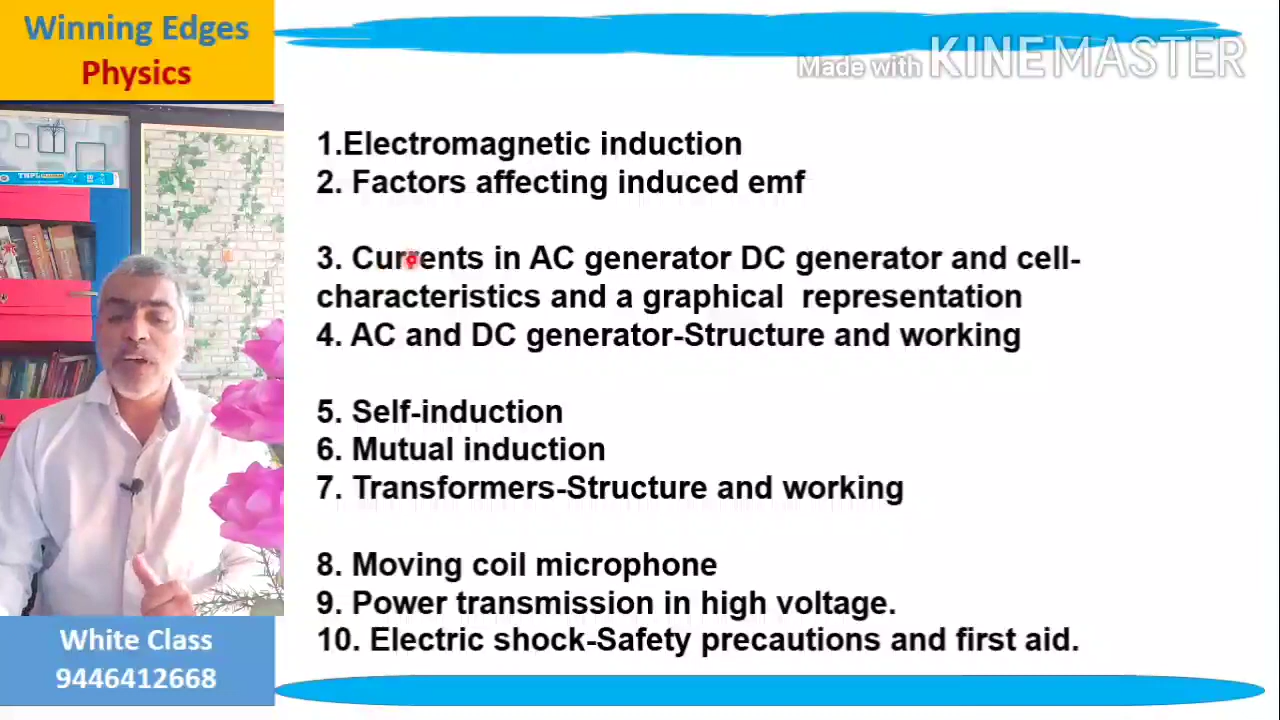 Winning Edges
Physics
Made with KINEMASTER
1.Electromagnetic induction
2. Factors affecting induced emf
3. Currents in AC generator DC generator and cell-
characteristics and a graphical representation
4. AC and DC generator-Structure and working
5. Self-induction
6. Mutual induction
7. Transformers-Structure and working
8. Moving coil microphone
9. Power transmission in high voltage.
10. Electric shock-Safety precautions and first aid.
White Class
9446412668